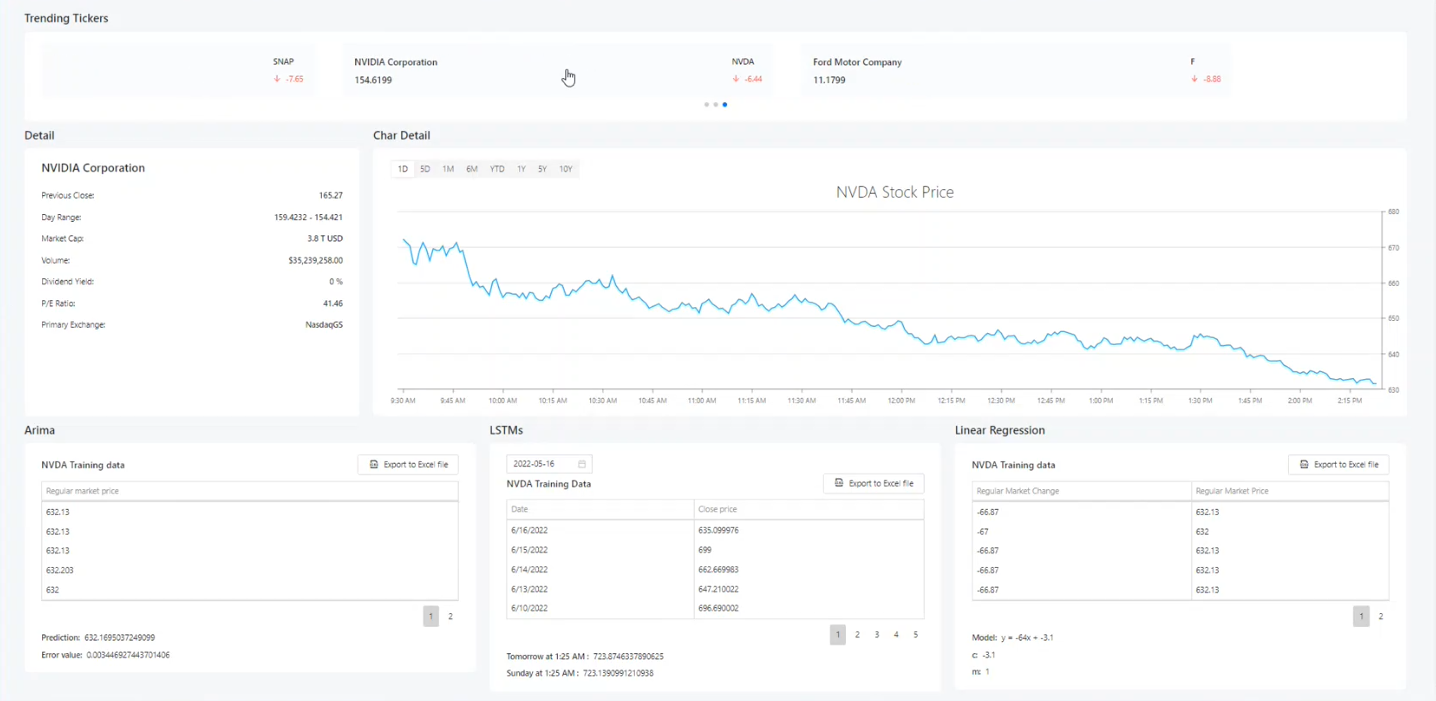 Trending Tickers
SNAP
↓ -7.65
NVIDIA Corporation NVDA
154.6199 ↓ -6.44
Ford Motor Company F
11.1799 ↓ -8.88
Detail
NVIDIA Corporation
Previous Close: 165.27
Day Range: 159.4232 - 154.421
Market Cap: 3.8 T USD
Volume: $35,239,258.00
Dividend Yield: 0 %
P/E Ratio: 41.46
Primary Exchange: NasdaqGS
Char Detail
1D 5D 1M 6M YTD 1Y 5Y 10Y
NVDA Stock Price
680
670
660
650
640
630
9:30 AM 9:45 AM 10:00 AM 10:15 AM 10:30 AM 10:45 AM 11:00 AM 11:15 AM 11:30 AM 11:45 AM 12:00 PM 12:15 PM 12:30 PM 12:45 PM 1:00 PM 1:15 PM 1:30 PM 1:45 PM 2:00 PM 2:15 PM
Arima
NVDA Training data Export to Excel file
Regular market price
632.13
632.13
632.13
632.203
632
1 2
Prediction: 632.1695037249099
Error value: 0.003446927443701406
LSTMs
2022-05-16
NVDA Training Data Export to Excel file
Date Close price
6/16/2022 635.099976
6/15/2022 699
6/14/2022 662.669983
6/13/2022 647.210022
6/10/2022 696.690002
1 2 3 4 5
Tomorrow at 1:25 AM : 723.8746337890625
Sunday at 1:25 AM : 723.1390991210938
Linear Regression
NVDA Training data Export to Excel file
Regular Market Change Regular Market Price
-66.87 632.13
-67 632
-66.87 632.13
-66.87 632.13
-66.87 632.13
1 2
Model: y = -64x + -3.1
c: -3.1
m: 1